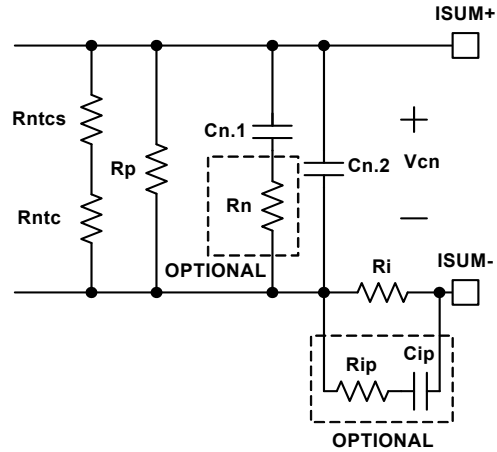 ISUM+
Rntcs
Cn.1
Rp
Cn.2
Vcn
Rntc
Rn
OPTIONAL
Ri
ISUM-
Rip
Cip
OPTIONAL